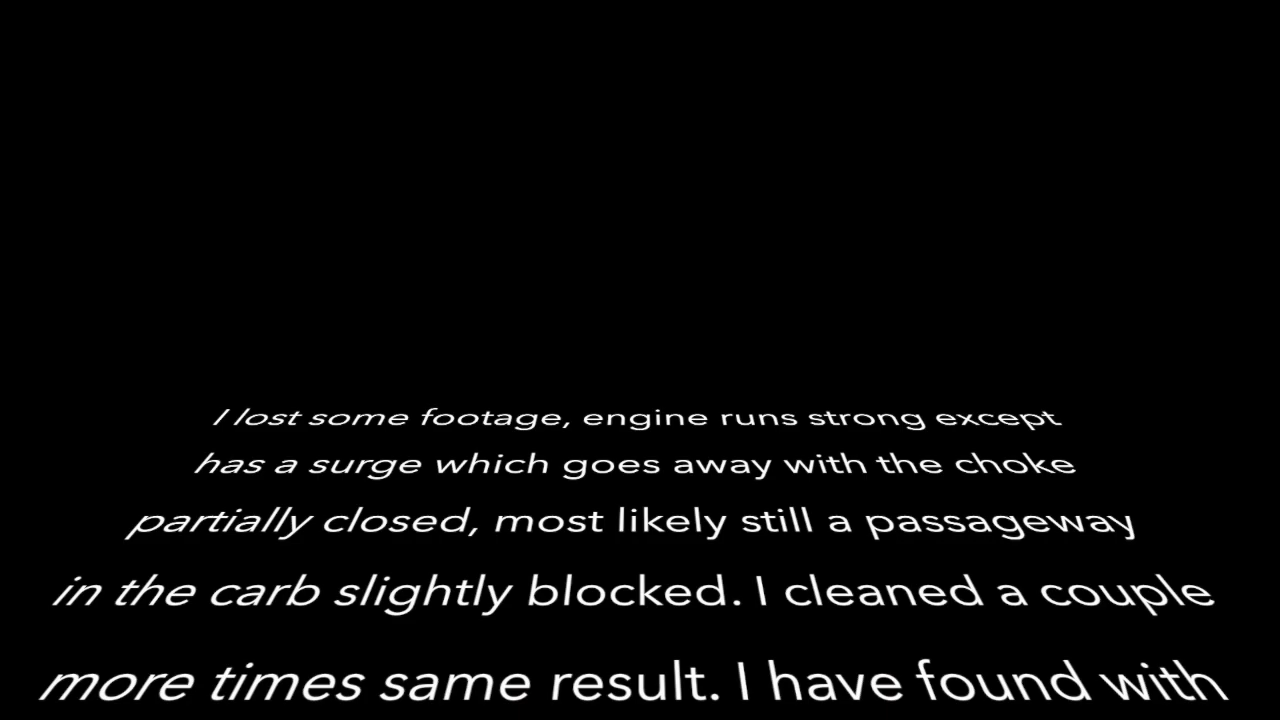 I lost some footage, engine runs strong except
has a surge which goes away with the choke
partially closed, most likely still a passageway
in the carb slightly blocked. I cleaned a couple
more times same result. I have found with